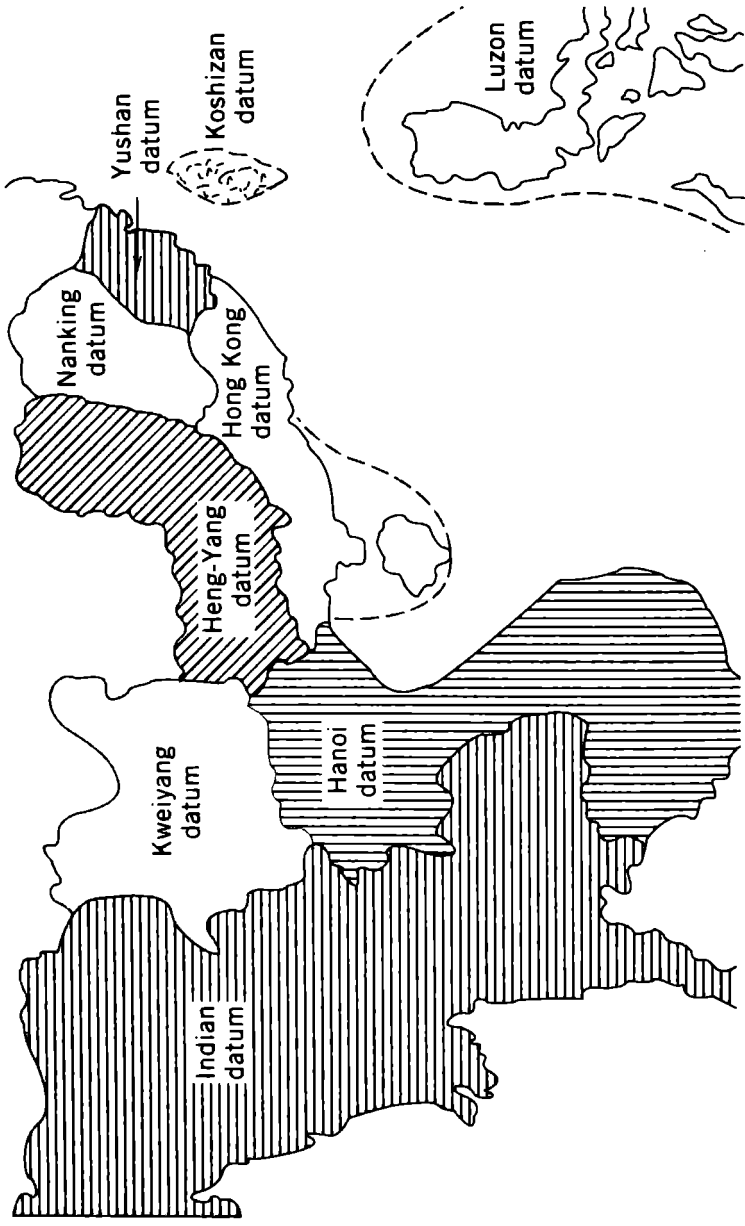 Yushan
datum
Koshizan
datum
Luzon
datum
Nanking
datum
Hong Kong
datum
Heng-Yang
datum
Kweiyang
datum
Hanoi
datum
Indian
datum